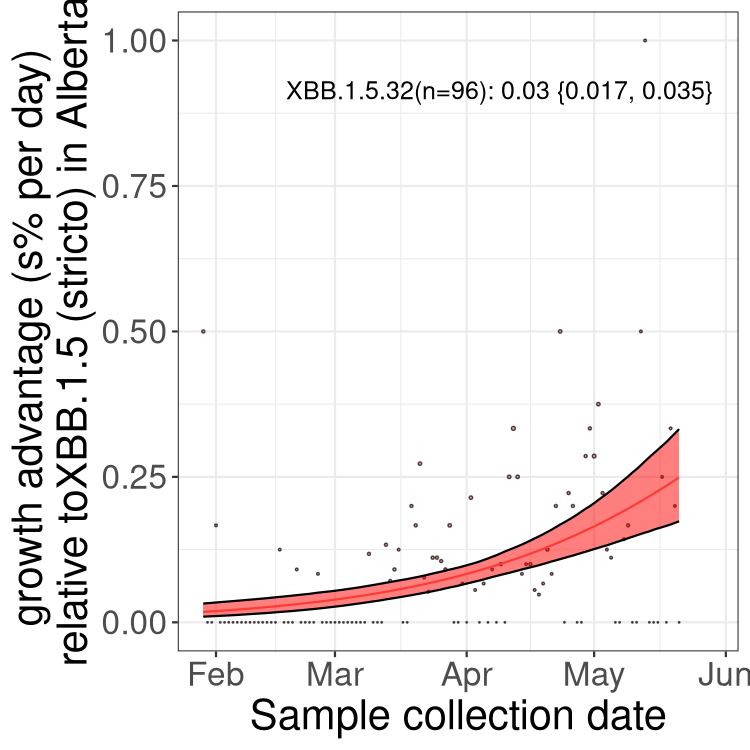 growth advantage (s% per day)
relative toXBB.1.5 (stricto) in Alberta
1.00
0.75
0.50
0.25
0.00
XBB.1.5.32(n=96): 0.03 {0.017, 0.035}
Feb Mar Apr May Jun
Sample collection date